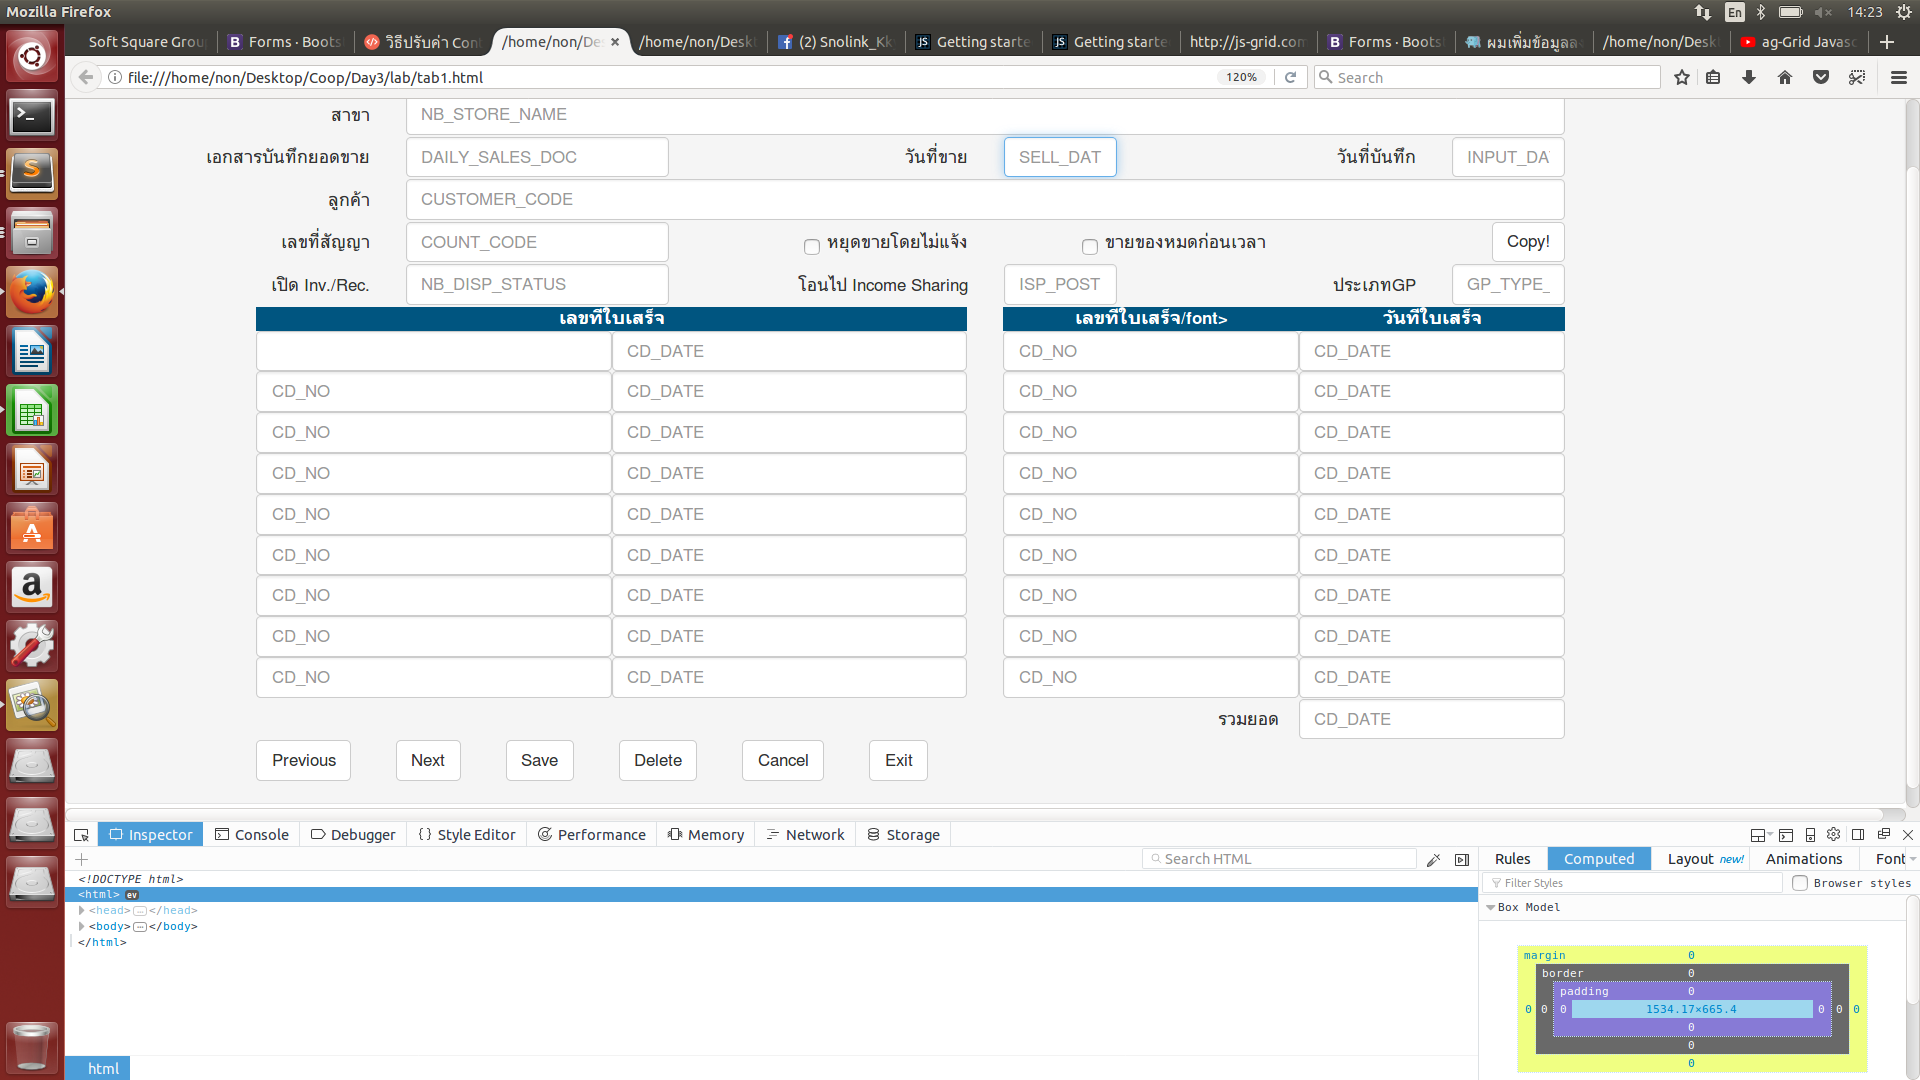 Mozilla Firefox
En
14:23
Soft Square Grou
Forms · Boots
วิธีปรับค่า Con
/home/non/Des
/home/non/Desk
(2) Snolink_Kk
Getting starte
Getting starte
http://js-grid.com
Forms · Boots
ผมเพิ่มข้อมูลล
/home/non/Desk
ag-Grid Javasc
file:///home/non/Desktop/Coop/Day3/lab/tab1.html
120%
Search
สาขา
NB_STORE_NAME
เอกสารบันทึกยอดขาย
DAILY_SALES_DOC
วันที่ขาย
SELL_DAT
วันที่บันทึก
INPUT_DA
ลูกค้า
CUSTOMER_CODE
เลขที่สัญญา
COUNT_CODE
หยุดขายโดยไม่แจ้ง
ขายของหมดก่อนเวลา
Copy!
เปิด Inv./Rec.
NB_DISP_STATUS
โอนไป Income Sharing
ISP_POST
ประเภทGP
GP_TYPE_
เลขที่ใบเสร็จ
เลขที่ใบเสร็จ/font>
วันที่ใบเสร็จ
CD_DATE CD_NO CD_DATE
CD_NO CD_DATE CD_NO CD_DATE
CD_NO CD_DATE CD_NO CD_DATE
CD_NO CD_DATE CD_NO CD_DATE
CD_NO CD_DATE CD_NO CD_DATE
CD_NO CD_DATE CD_NO CD_DATE
CD_NO CD_DATE CD_NO CD_DATE
CD_NO CD_DATE CD_NO CD_DATE
CD_NO CD_DATE CD_NO CD_DATE
รวมยอด
CD_DATE
Previous Next Save Delete Cancel Exit
Inspector Console Debugger Style Editor Performance Memory Network Storage
Search HTML
Rules Computed Layout new! Animations Font
<!DOCTYPE html>
<html> ev
<head></head>
<body></body>
</html>
Filter Styles
Browser styles
Box Model
margin 0
border 0
padding 0
0 0 0 1534.17×665.4 0 0 0
0
0
0
html